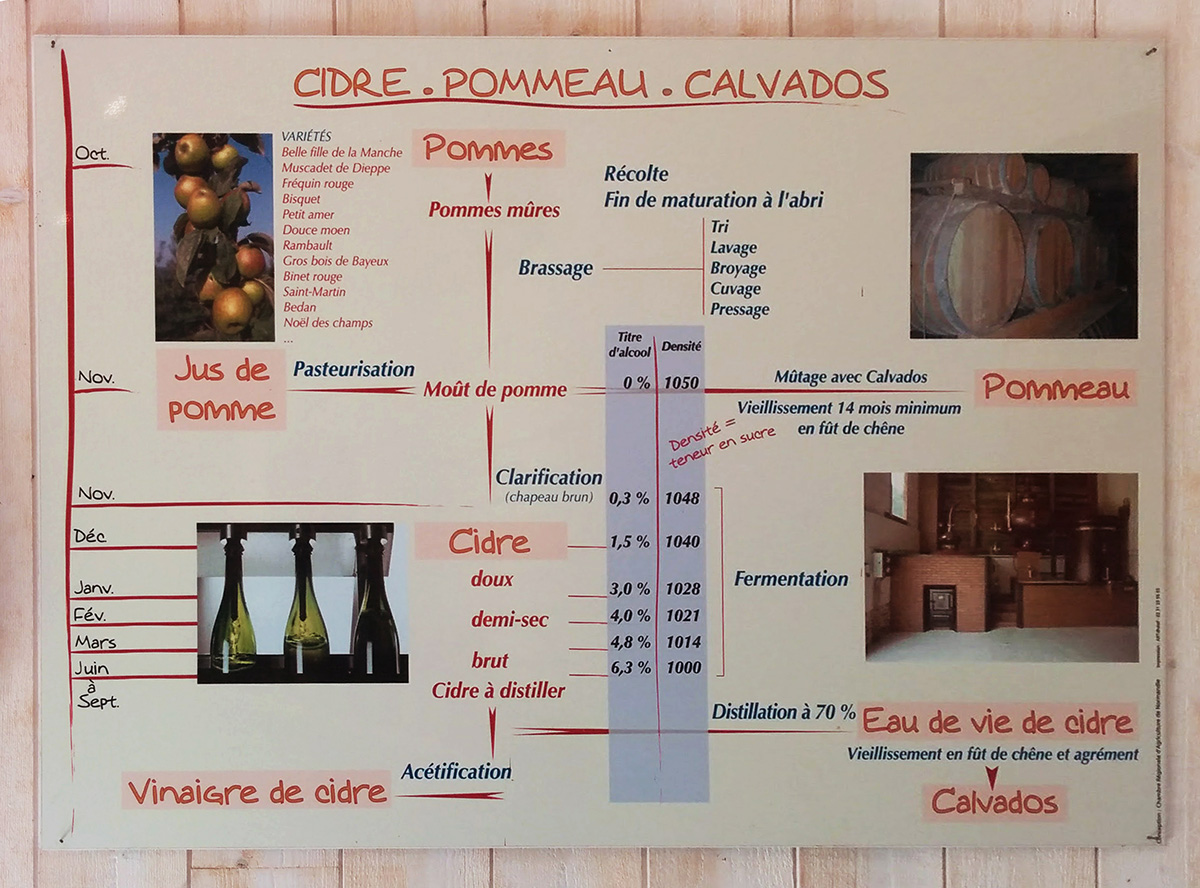 CIDRE . POMMEAU . CALVADOS
Oct.
VARIÉTÉS
Belle fille de la Manche
Muscadet de Dieppe
Fréquin rouge
Bisquet
Petit amer
Douce moen
Rambault
Gros bois de Bayeux
Binet rouge
Saint-Martin
Bedan
Noël des champs
...
Pommes
Pommes mûres
Récolte
Fin de maturation à l'abri
Brassage
Tri
Lavage
Broyage
Cuvage
Pressage
Titre
d'alcool
Densité
Nov.
Jus de
pomme
Pasteurisation
Moût de pomme
0 % 1050
Mûtage avec Calvados
Pommeau
Vieillissement 14 mois minimum
en fût de chêne
Densité =
teneur en sucre
Clarification
(chapeau brun)
Nov.
0,3 % 1048
Déc
Cidre
1,5 % 1040
doux
Fermentation
Janv.
3,0 % 1028
Fév.
demi-sec
4,0 % 1021
Mars
4,8 % 1014
brut
Juin
à
Sept.
6,3 % 1000
Cidre à distiller
Distillation à 70 %
Eau de vie de cidre
Vieillissement en fût de chêne et agrément
Acétification
Vinaigre de cidre
Calvados
Conception : Chambre Régionale d'Agriculture de Normandie